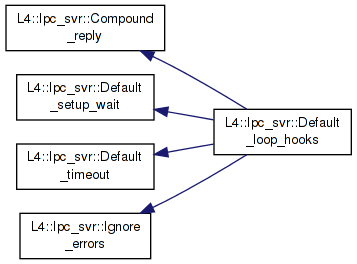 L4::Ipc_svr::Compound
_reply
L4::Ipc_svr::Default
_setup_wait
L4::Ipc_svr::Default
_loop_hooks
L4::Ipc_svr::Default
_timeout
L4::Ipc_svr::Ignore
_errors